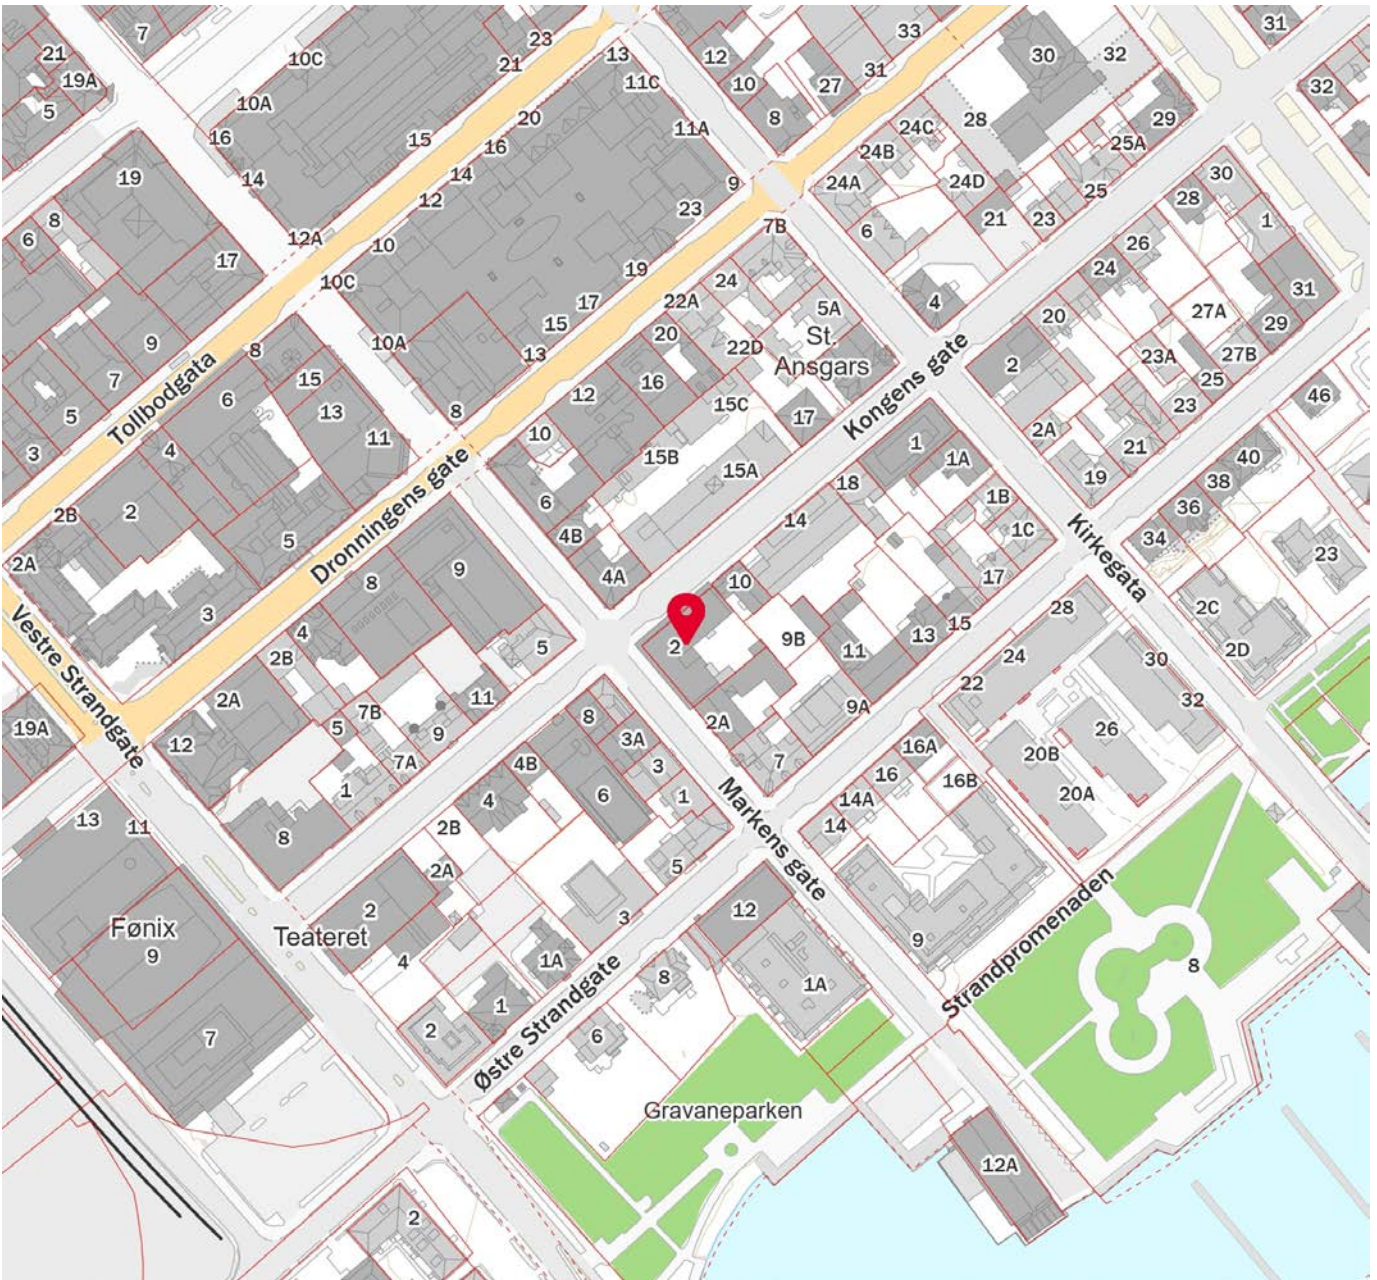 7
23
13
12
33
30
32
31
21
10C
21
11C
10
27
31
32
19A
5
10A
20
8
28
29
16
15
16
11A
24C
25A
24B
19
14
14
9
24A
24D
25
30
8
12
23
6
21
23
28
1
6
12A
10
7B
26
17
10C
19
24
4
24
31
22A
5A
20
27A
17
15
20
St.
Ansgars
29
9
10A
13
22D
2
23A
27B
8
15
12
16
Kongens gate
25
46
7
6
13
15C
17
23
5
Tollbodgata
11
8
10
1
2A
21
3
4
15B
15A
1A
40
2B
2
Dronningens gate
6
18
1B
19
38
5
9
4B
14
1C
Kirkegata
36
34
2A
8
4A
10
17
23
3
4
5
2
9B
11
13
15
28
2C
Vestre Strandgate
2B
24
30
2D
2A
7B
11
22
32
19A
12
5
9
8
2A
9A
7A
3A
7
16A
20B
26
1
4B
3
16
16B
13
11
4
6
1
Markens gate
14A
20A
8
2B
14
2A
5
Strandpromenaden
2
12
Fønix
9
Teateret
3
9
4
1A
8
8
1A
2
1
Østre Strandgate
6
7
Gravaneparken
12A
2